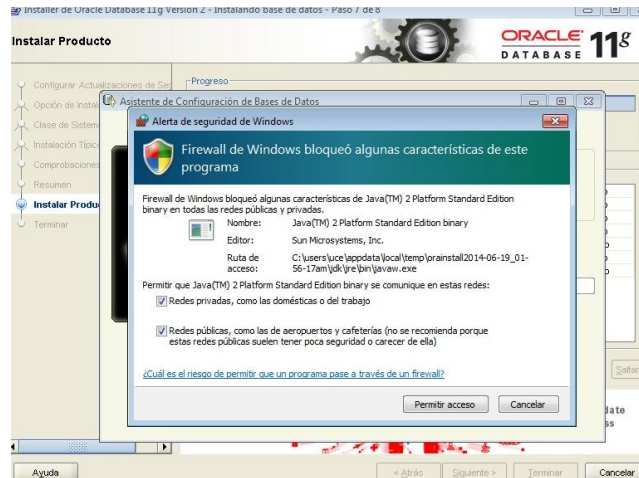 Installer de Oracle Database 11g Versión 2 - Instalando base de datos - Paso 7 de 8
Instalar Producto
ORACLE
DATABASE 11g
Configurar Actualizaciones de Seg
Opción de Instal
Clase de Sistem
Instalación Típic
Comprobaciones
Resumen
Instalar Produ
Terminar
Progreso
Asistente de Configuración de Bases de Datos
Alerta de seguridad de Windows
Firewall de Windows bloqueó algunas características de este
programa
Firewall de Windows bloqueó algunas características de Java(TM) 2 Platform Standard Edition
binary en todas las redes públicas y privadas.
Nombre: Java(TM) 2 Platform Standard Edition binary
Editor: Sun Microsystems, Inc.
Ruta de acceso: C:\users\uce\appdata\local\temp\orainstall2014-06-19_01-
56-17am\jdk\jre\bin\javaw.exe
Permitir que Java(TM) 2 Platform Standard Edition binary se comunique en estas redes:
Redes privadas, como las domésticas o del trabajo
Redes públicas, como las de aeropuertos y cafeterías (no se recomienda porque
estas redes públicas suelen tener poca seguridad o carecer de ella)
¿Cuál es el riesgo de permitir que un programa pase a través de un firewall?
Permitir acceso
Cancelar
Saltar
date
ss
Ayuda
< Atrás
Siguiente >
Terminar
Cancelar